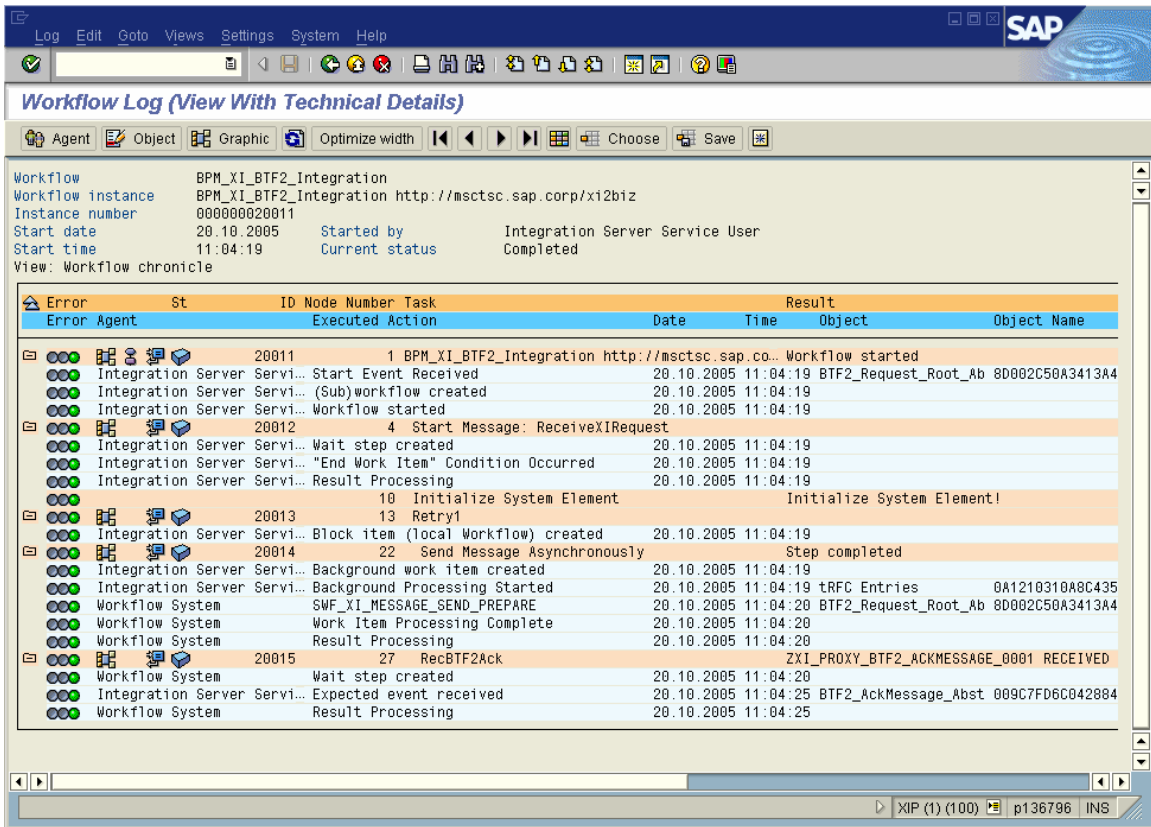 Log Edit Goto Views Settings System Help
SAP
Workflow Log (View With Technical Details)
Agent Object Graphic Optimize width Choose Save
Workflow BPM_XI_BTF2_Integration
Workflow instance BPM_XI_BTF2_Integration http://msctsc.sap.corp/xi2biz
Instance number 000000020011
Start date 20.10.2005 Started by Integration Server Service User
Start time 11:04:19 Current status Completed
View: Workflow chronicle
Error St ID Node Number Task Result
Error Agent Executed Action Date Time Object Object Name
20011 1 BPM_XI_BTF2_Integration http://msctsc.sap.co… Workflow started
Integration Server Servi… Start Event Received 20.10.2005 11:04:19 BTF2_Request_Root_Ab 8D002C50A3413A4
Integration Server Servi… (Sub)workflow created 20.10.2005 11:04:19
Integration Server Servi… Workflow started 20.10.2005 11:04:19
20012 4 Start Message: ReceiveXIRequest
Integration Server Servi… Wait step created 20.10.2005 11:04:19
Integration Server Servi… "End Work Item" Condition Occurred 20.10.2005 11:04:19
Integration Server Servi… Result Processing 20.10.2005 11:04:19
10 Initialize System Element Initialize System Element!
20013 13 Retry1
Integration Server Servi… Block item (local Workflow) created 20.10.2005 11:04:19
20014 22 Send Message Asynchronously Step completed
Integration Server Servi… Background work item created 20.10.2005 11:04:19
Integration Server Servi… Background Processing Started 20.10.2005 11:04:19 tRFC Entries 0A1210310A8C435
Workflow System SWF_XI_MESSAGE_SEND_PREPARE 20.10.2005 11:04:20 BTF2_Request_Root_Ab 8D002C50A3413A4
Workflow System Work Item Processing Complete 20.10.2005 11:04:20
Workflow System Result Processing 20.10.2005 11:04:20
20015 27 RecBTF2Ack ZXI_PROXY_BTF2_ACKMESSAGE_0001 RECEIVED
Workflow System Wait step created 20.10.2005 11:04:20
Integration Server Servi… Expected event received 20.10.2005 11:04:25 BTF2_AckMessage_Abst 009C7FD6C042884
Workflow System Result Processing 20.10.2005 11:04:25
XIP (1) (100) p136796 INS